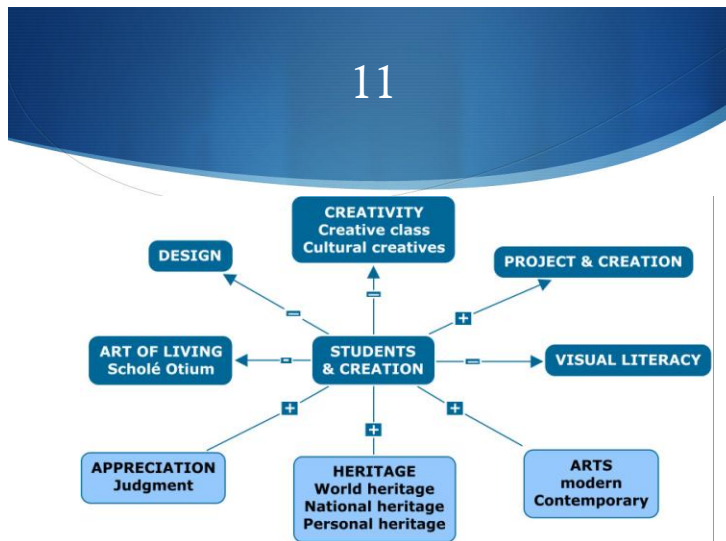 11
CREATIVITY
Creative class
Cultural creatives
DESIGN
PROJECT & CREATION
ART OF LIVING
Scholé Otium
STUDENTS
& CREATION
VISUAL LITERACY
APPRECIATION
Judgment
HERITAGE
World heritage
National heritage
Personal heritage
ARTS
modern
Contemporary